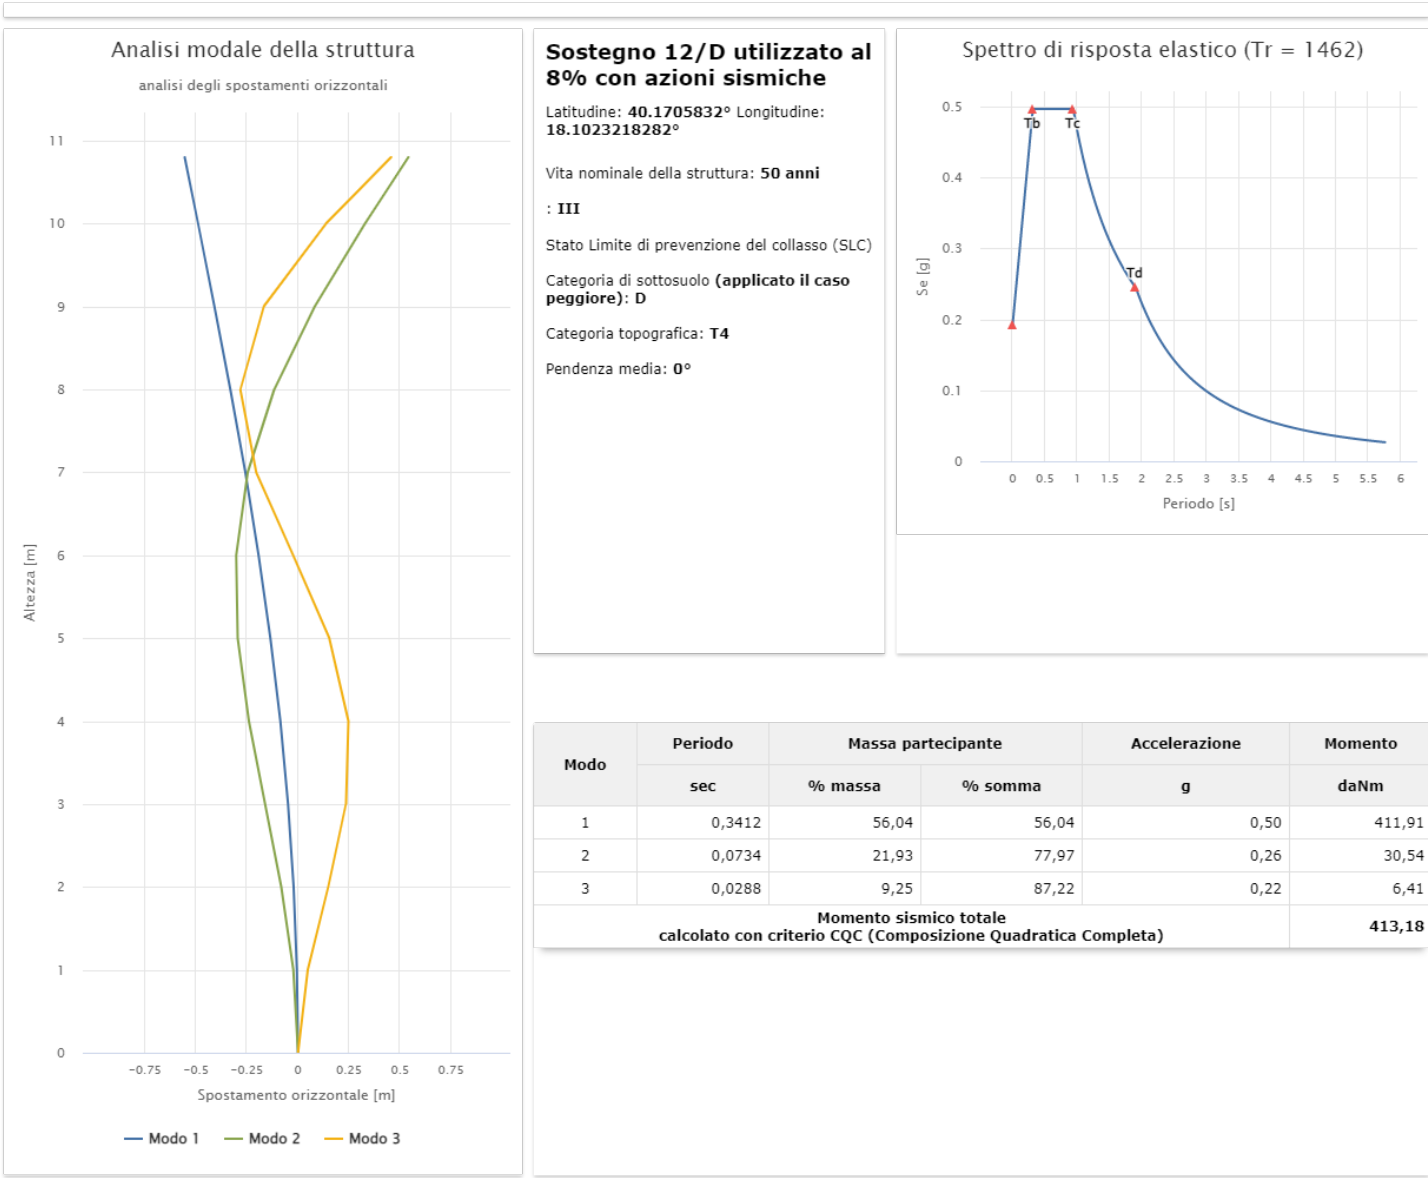 Analisi modale della struttura
analisi degli spostamenti orizzontali
11
10
9
8
7
6
5
4
3
2
1
0
Altezza [m]
−0.75 −0.5 −0.25 0 0.25 0.5 0.75
Spostamento orizzontale [m]
Modo 1 Modo 2 Modo 3
Sostegno 12/D utilizzato al
8% con azioni sismiche
Latitudine: 40.1705832° Longitudine:
18.1023218282°
Vita nominale della struttura: 50 anni
: III
Stato Limite di prevenzione del collasso (SLC)
Categoria di sottosuolo (applicato il caso
peggiore): D
Categoria topografica: T4
Pendenza media: 0°
Spettro di risposta elastico (Tr = 1462)
0.5
0.4
0.3
0.2
0.1
0
Se [g]
Tb Tc
Td
0 0.5 1 1.5 2 2.5 3 3.5 4 4.5 5 5.5 6
Periodo [s]
Modo Periodo Massa partecipante Accelerazione Momento
sec % massa % somma g daNm
1 0,3412 56,04 56,04 0,50 411,91
2 0,0734 21,93 77,97 0,26 30,54
3 0,0288 9,25 87,22 0,22 6,41
Momento sismico totale
calcolato con criterio CQC (Composizione Quadratica Completa) 413,18